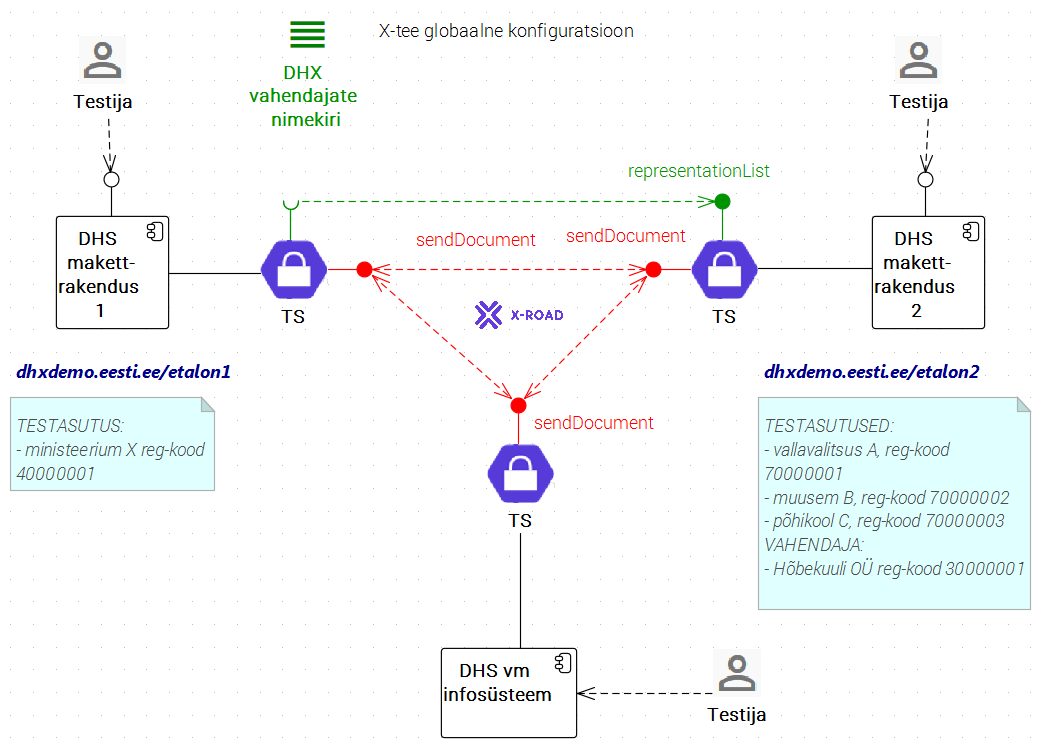 X-tee globaalne konfiguratsioon
DHX
vahendajate
nimekiri
Testija
Testija
representationList
DHS
makett-
rakendus
1
sendDocument
sendDocument
DHS
makett-
rakendus
2
TS
X-ROAD
TS
dhxdemo.eesti.ee/etalon1
dhxdemo.eesti.ee/etalon2
TESTASUTUS:
- ministeerium X reg-kood
40000001
sendDocument
TESTASUTUSED:
- vallavalitsus A, reg-kood
70000001
- muusem B, reg-kood 70000002
- põhikool C, reg-kood 70000003
VAHENDAJA:
- Hõbekuuli OÜ reg-kood 30000001
TS
DHS vm
infosüsteem
Testija